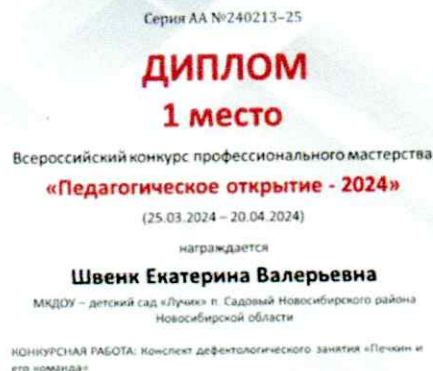 Серия АА №240213–25
ДИПЛОМ
1 место
Всероссийский конкурс профессионального мастерства
«Педагогическое открытие - 2024»
(25.03.2024 – 20.04.2024)
награждается
Швенк Екатерина Валерьевна
МКДОУ – детский сад «Лучик» п. Садовый Новосибирского района
Новосибирской области
КОНКУРСНАЯ РАБОТА: Конспект дефектологического занятия «Печкин и
его команда»